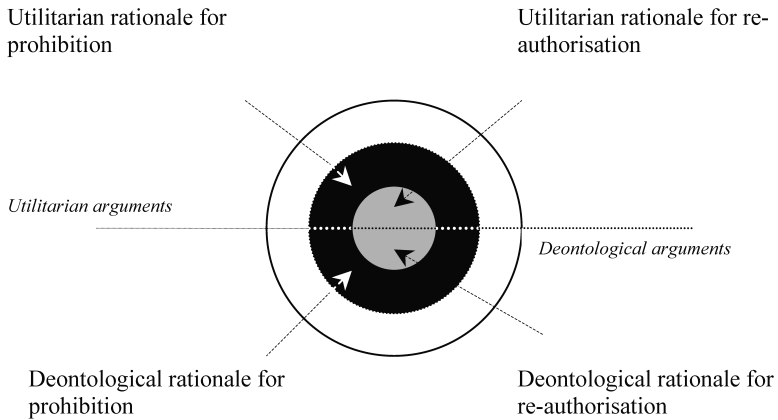 Utilitarian rationale for
prohibition
Utilitarian rationale for re-
authorisation
Utilitarian arguments
Deontological arguments
Deontological rationale for
prohibition
Deontological rationale for
re-authorisation